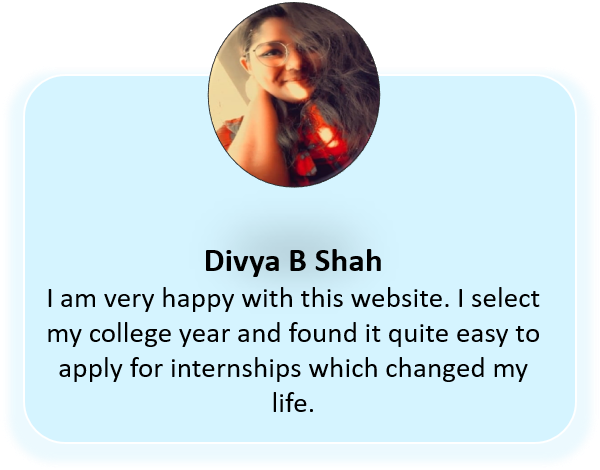 Divya B Shah
I am very happy with this website. I select
my college year and found it quite easy to
apply for internships which changed my
life.